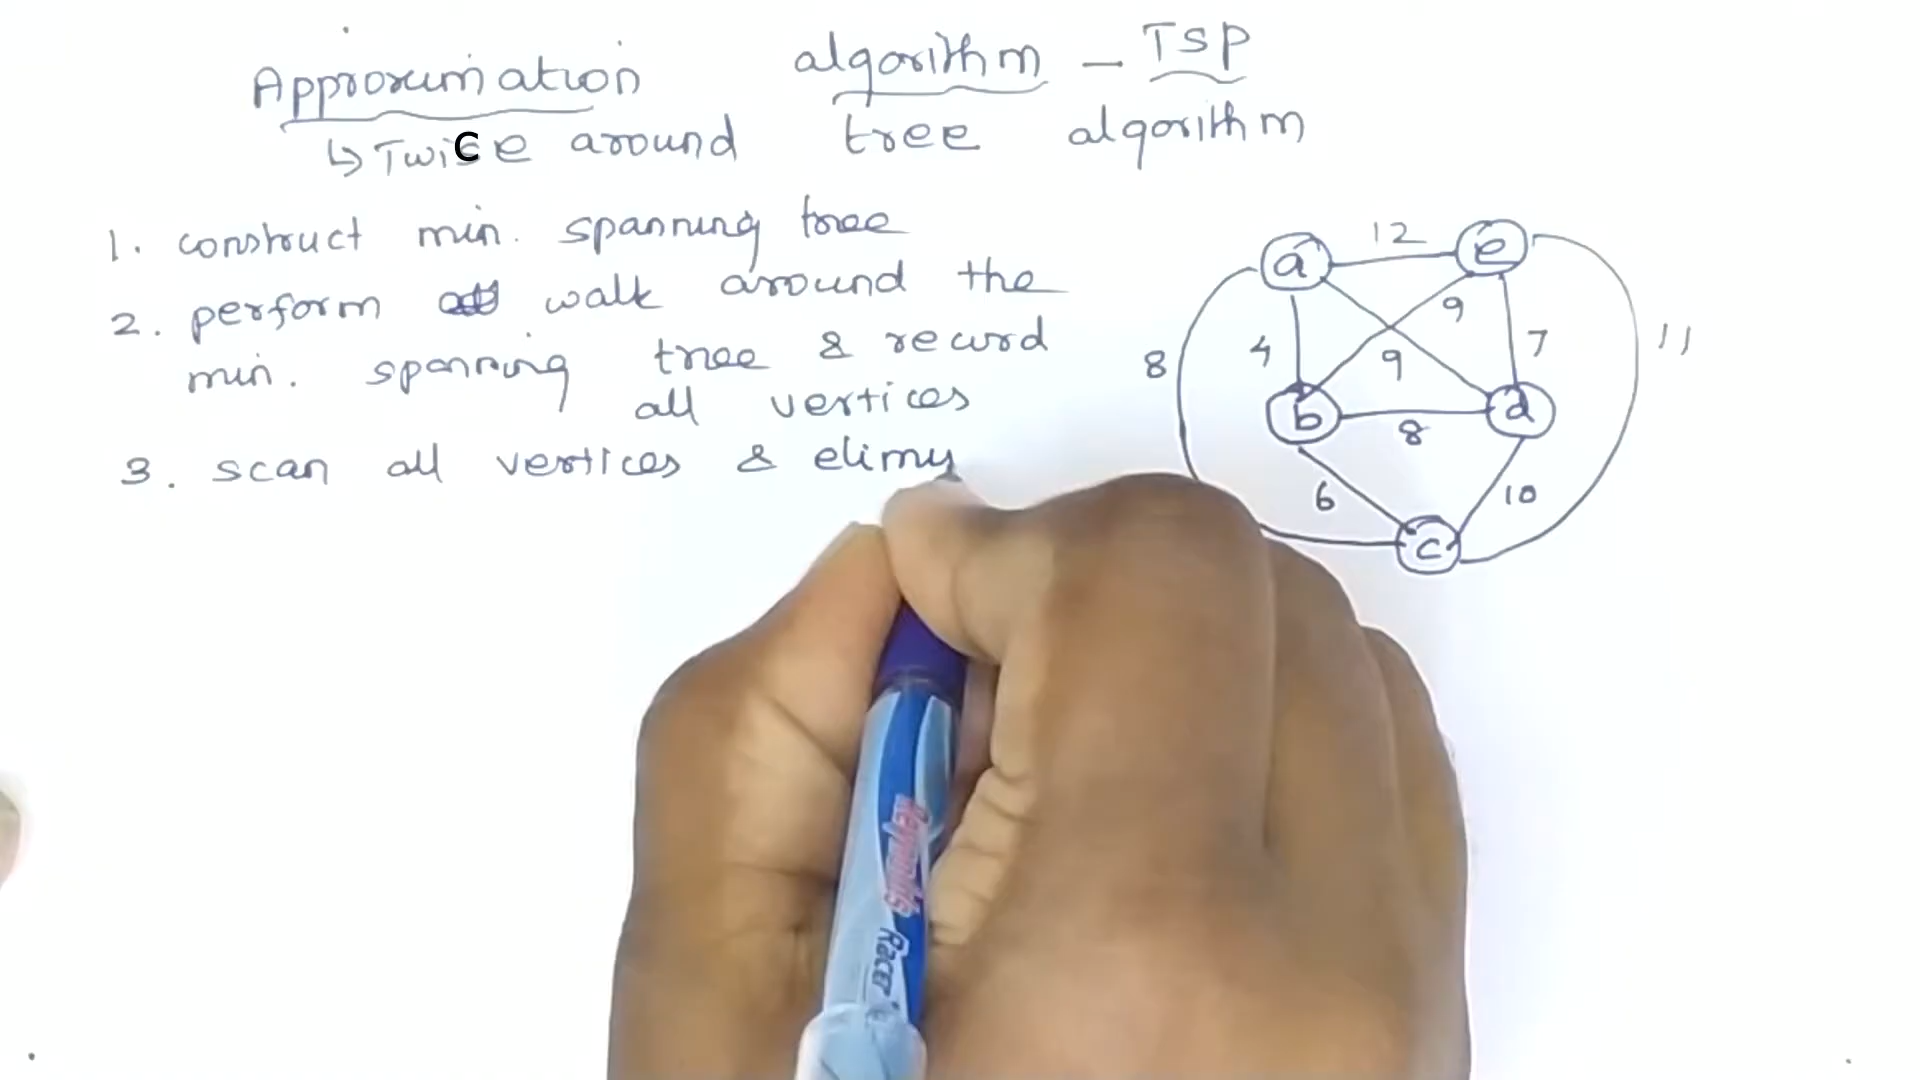 Approximation algorithm - TSP
↳ Twice around tree algorithm
1. construct min. spanning tree
2. perform walk around the
min. spanning tree & record
all vertices
3. scan all vertices &
a 12 e
8 4 9 9 7 11
b 8 d
6 10
c
Reynolds Racer